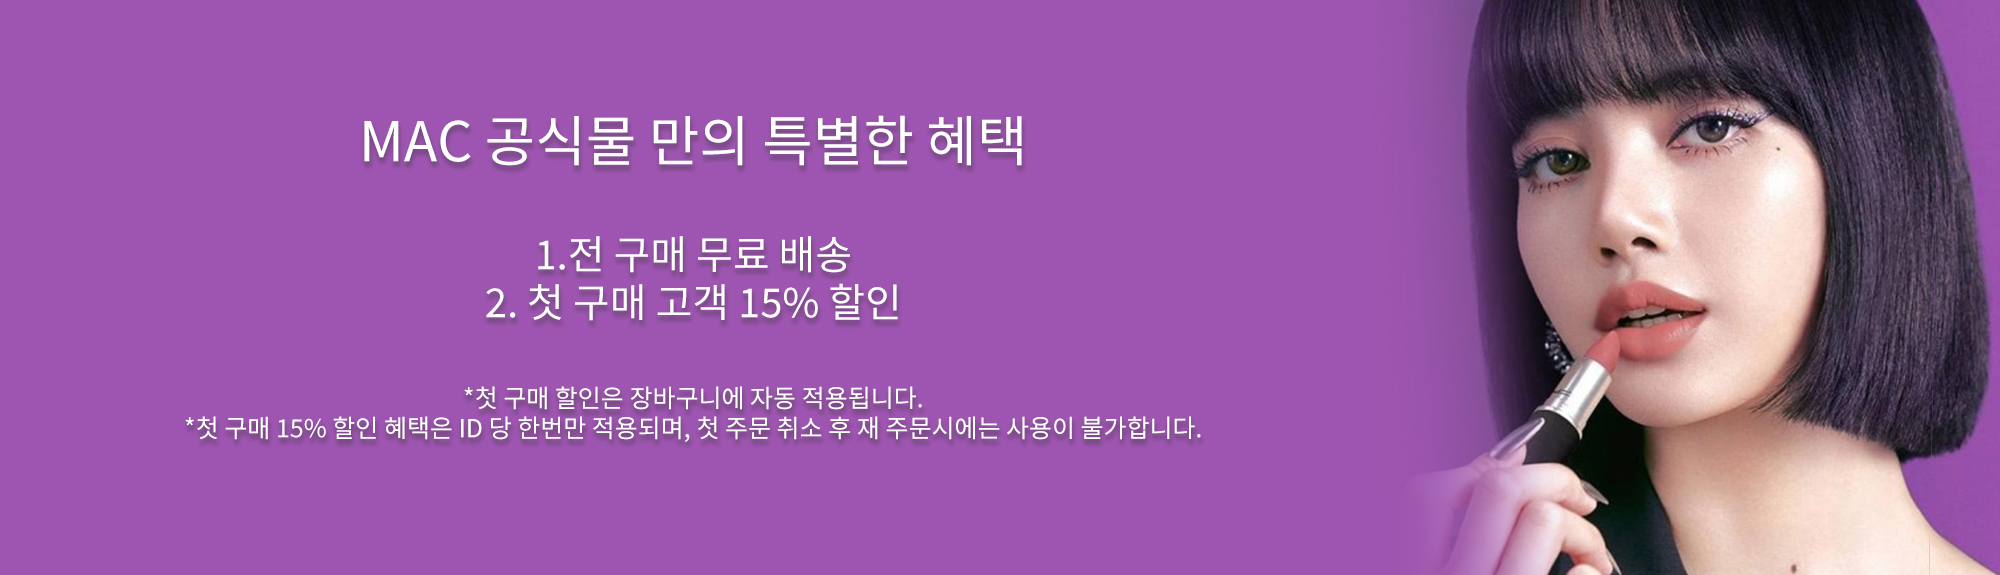 MAC 공식물 만의 특별한 혜택
1.전 구매 무료 배송
2. 첫 구매 고객 15% 할인
*첫 구매 할인은 장바구니에 자동 적용됩니다.
*첫 구매 15% 할인 혜택은 ID 당 한번만 적용되며, 첫 주문 취소 후 재 주문시에는 사용이 불가합니다.